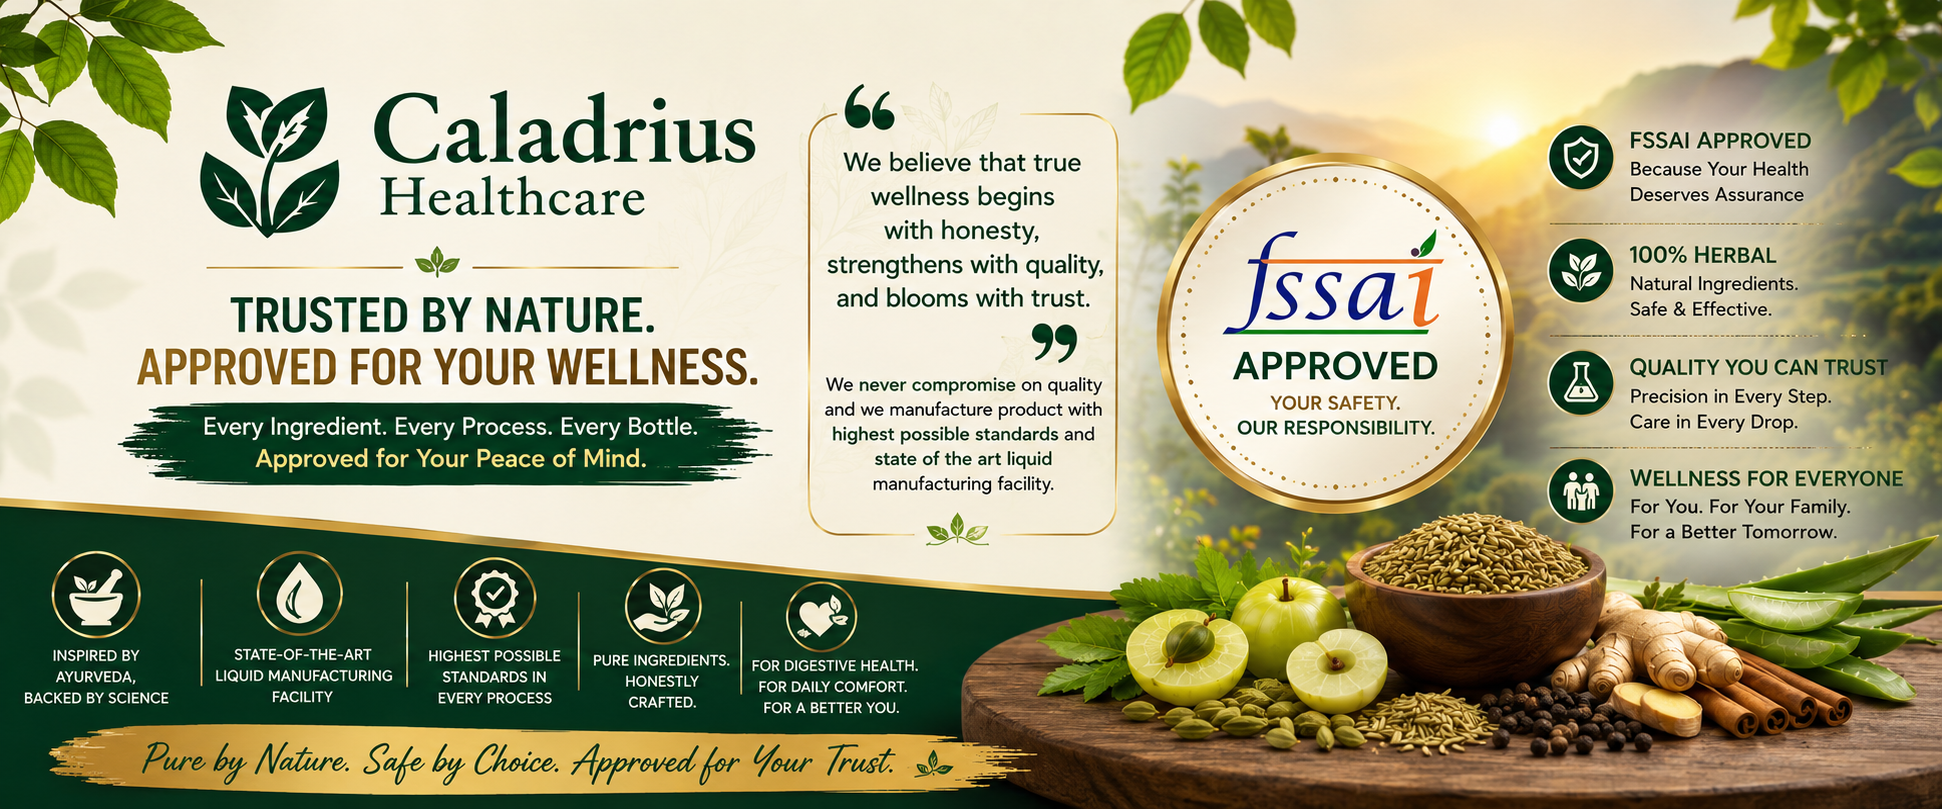 Caladrius
Healthcare
TRUSTED BY NATURE.
APPROVED FOR YOUR WELLNESS.
Every Ingredient. Every Process. Every Bottle.
Approved for Your Peace of Mind.
“
We believe that true
wellness begins
with honesty,
strengthens with quality,
and blooms with trust.
”
We never compromise on quality
and we manufacture product with
highest possible standards and
state of the art liquid
manufacturing facility.
fssai
APPROVED
YOUR SAFETY.
OUR RESPONSIBILITY.
FSSAI APPROVED
Because Your Health
Deserves Assurance
100% HERBAL
Natural Ingredients.
Safe & Effective.
QUALITY YOU CAN TRUST
Precision in Every Step.
Care in Every Drop.
WELLNESS FOR EVERYONE
For You. For Your Family.
For a Better Tomorrow.
INSPIRED BY
AYURVEDA,
BACKED BY SCIENCE
STATE-OF-THE-ART
LIQUID MANUFACTURING
FACILITY
HIGHEST POSSIBLE
STANDARDS IN
EVERY PROCESS
PURE INGREDIENTS.
HONESTLY
CRAFTED.
FOR DIGESTIVE HEALTH.
FOR DAILY COMFORT.
FOR A BETTER YOU.
Pure by Nature. Safe by Choice. Approved for Your Trust.